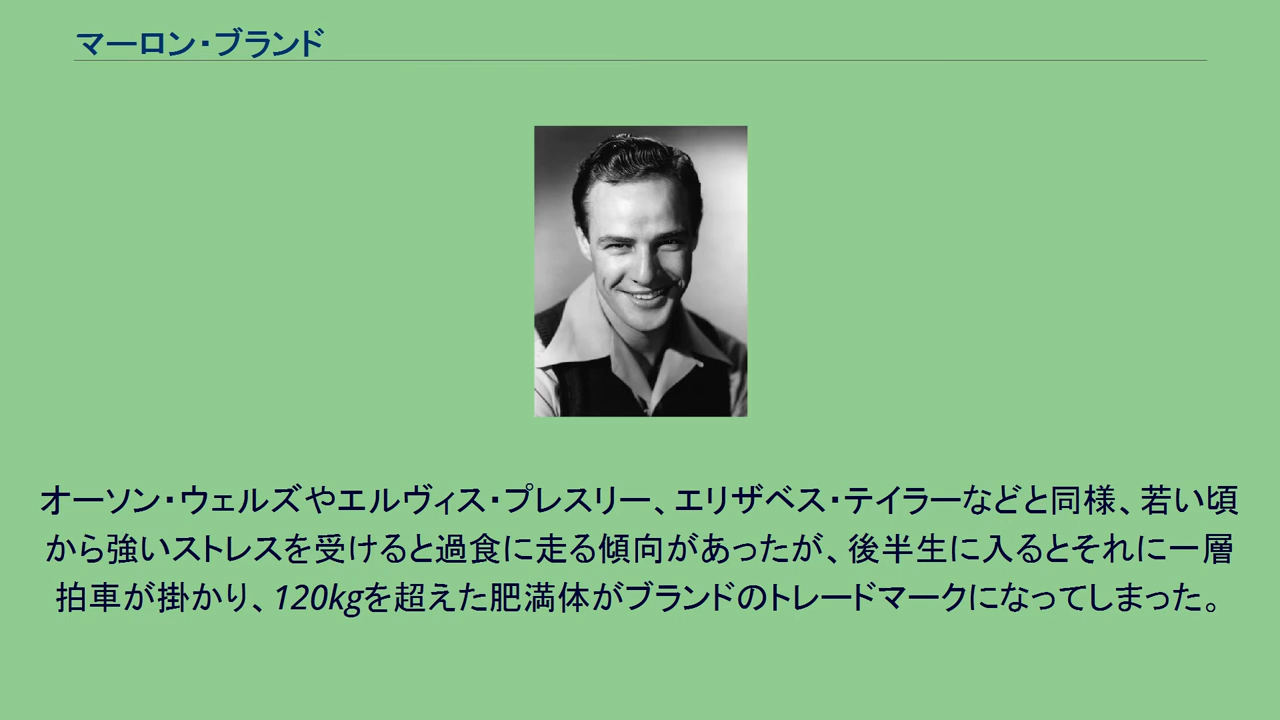 マーロン・ブランド
オーソン・ウェルズやエルヴィス・プレスリー、エリザベス・テイラーなどと同様、若い頃
から強いストレスを受けると過食に走る傾向があったが、後半生に入るとそれに一層
拍車が掛かり、120kgを超えた肥満体がブランドのトレードマークになってしまった。